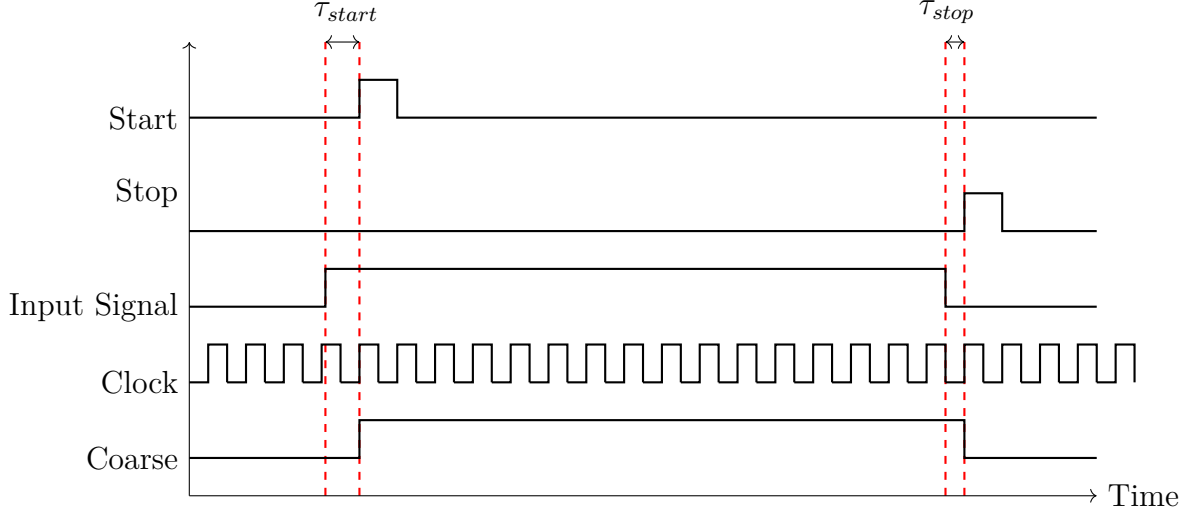 τstart
τstop
Start
Stop
Input Signal
Clock
Coarse
Time